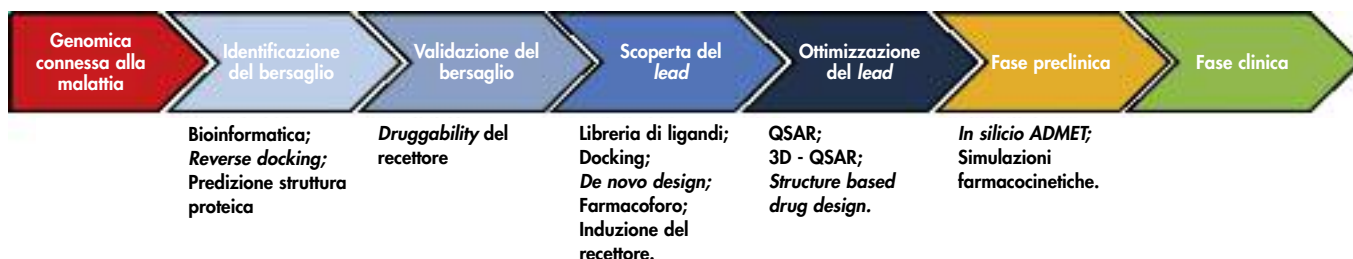 Genomica
connessa alla
malattia
Identificazione
del bersaglio
Validazione del
bersaglio
Scoperta del
lead
Ottimizzazione
del lead
Fase preclinica
Fase clinica
Bioinformatica;
Reverse docking;
Predizione struttura
proteica
Druggability del
recettore
Libreria di ligandi;
Docking;
De novo design;
Farmacoforo;
Induzione del
recettore.
QSAR;
3D - QSAR;
Structure based
drug design.
In silicio ADMET;
Simulazioni
farmacocinetiche.